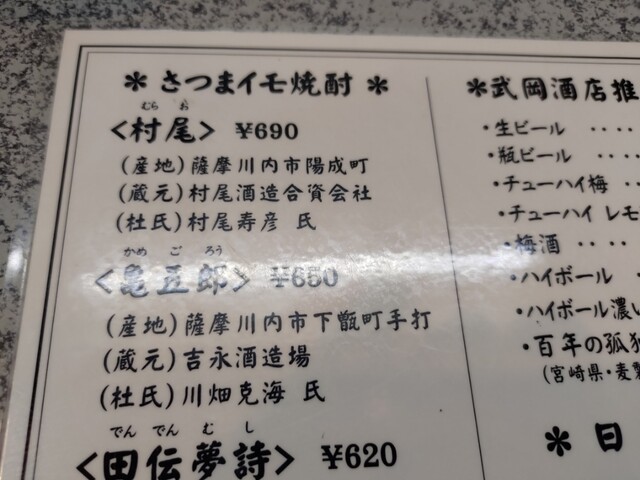 ＊さつまイモ焼酎＊
むら お
＜村尾＞ ¥690
(産地)薩摩川内市陽成町
(蔵元)村尾酒造合資会社
(杜氏)村尾寿彦 氏
かめ ご ろう
＜亀五郎＞ ¥650
(産地)薩摩川内市下甑町手打
(蔵元)吉永酒造場
(杜氏)川畑克海 氏
でん でん む し
＜田伝夢詩＞ ¥620
＊武岡酒店推
・生ビール ‥‥
・瓶ビール ‥‥
・チューハイ梅 ‥‥
・チューハイ レモ
・梅酒 ‥‥
・ハイボール
・ハイボール濃い
・百年の孤独
(宮崎県・麦製
＊日